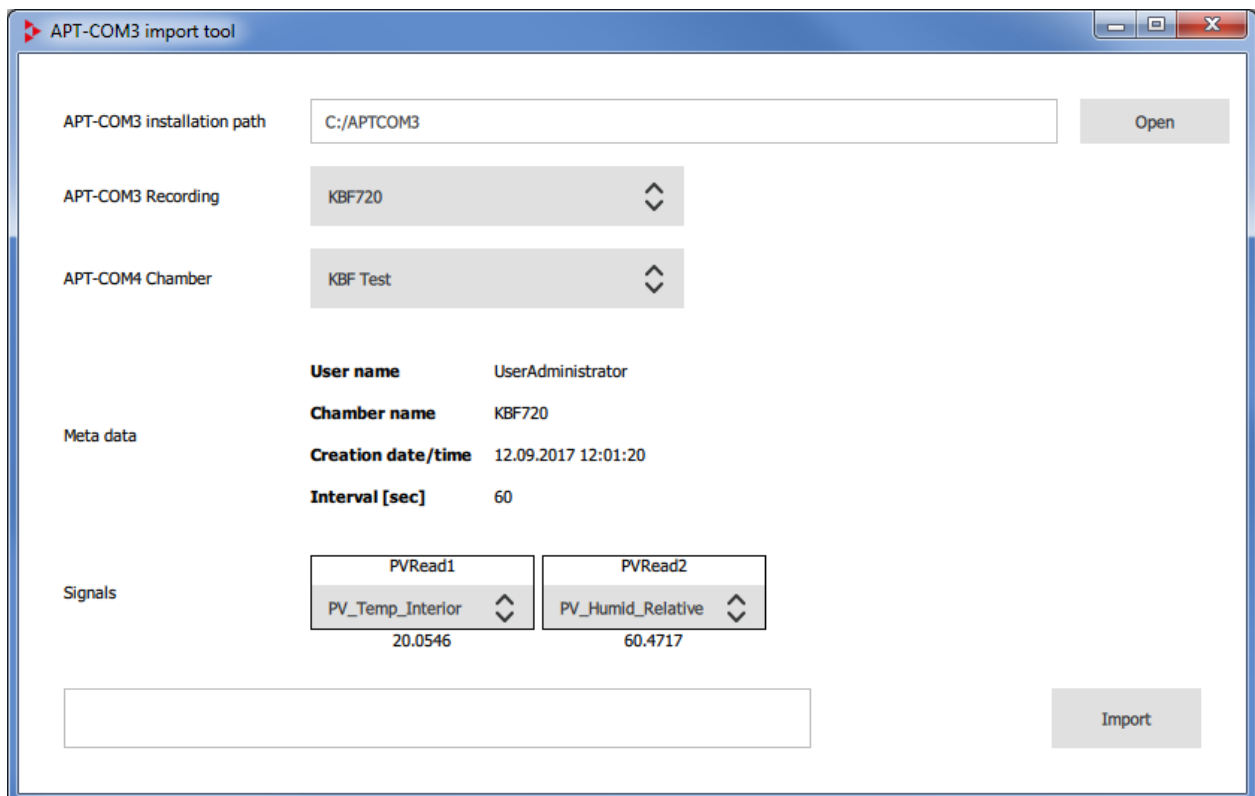 APT-COM3 import tool
APT-COM3 installation path C:/APTCOM3 Open
APT-COM3 Recording KBF720
APT-COM4 Chamber KBF Test
User name UserAdministrator
Chamber name KBF720
Meta data
Creation date/time 12.09.2017 12:01:20
Interval [sec] 60
PVRead1 PVRead2
Signals
PV_Temp_Interior PV_Humid_Relative
20.0546 60.4717
Import